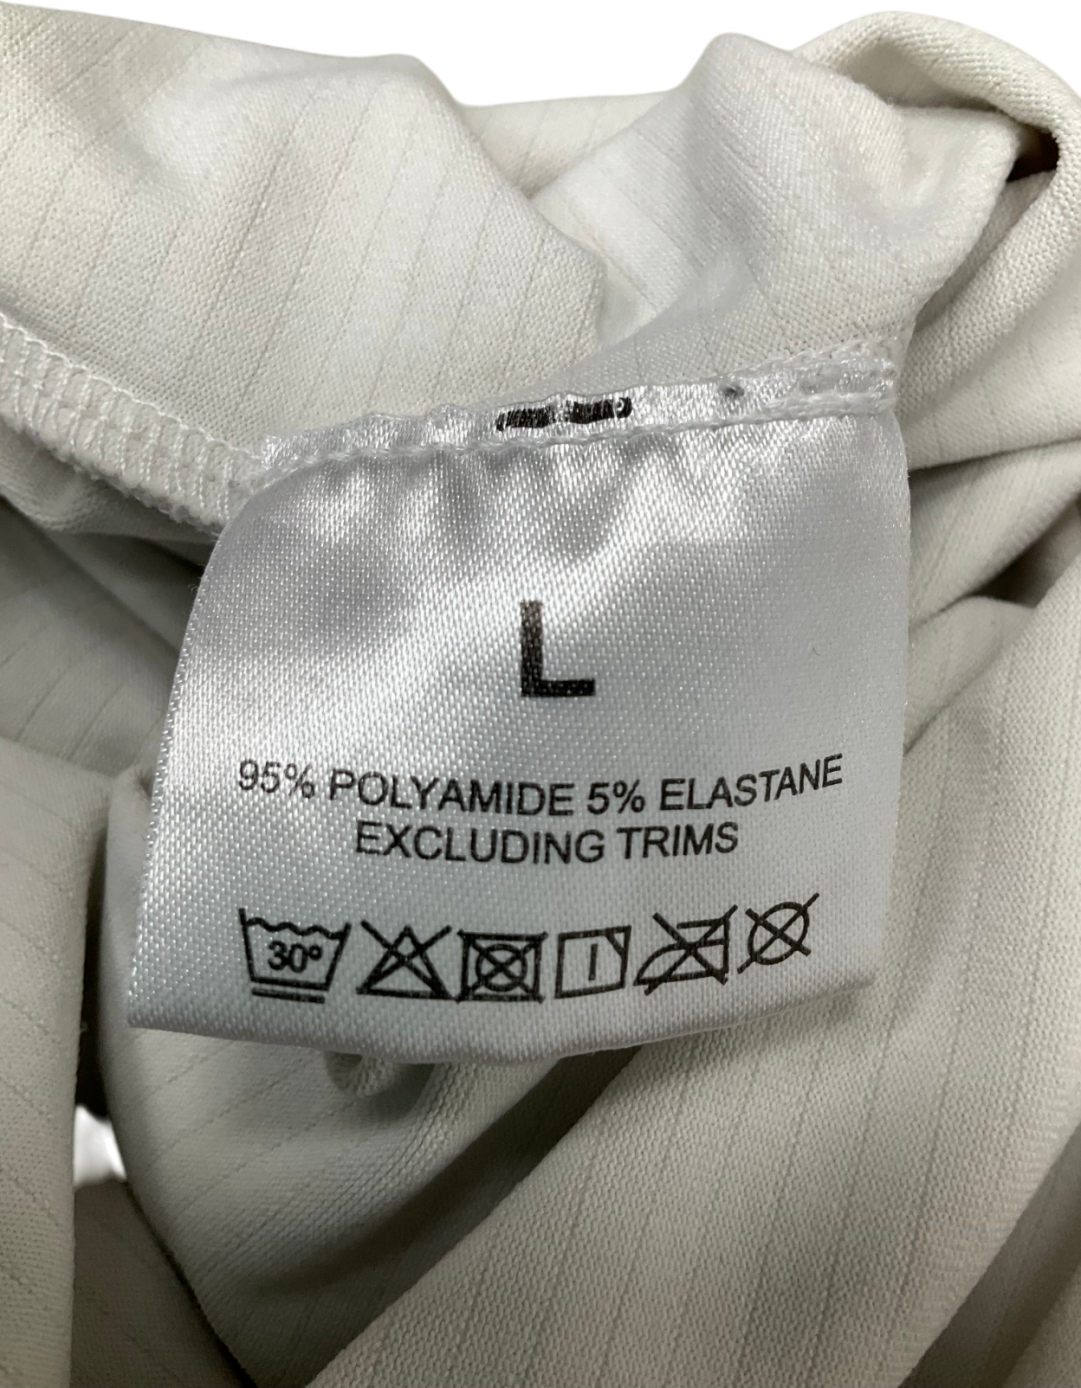 L
95% POLYAMIDE 5% ELASTANE
EXCLUDING TRIMS
30°